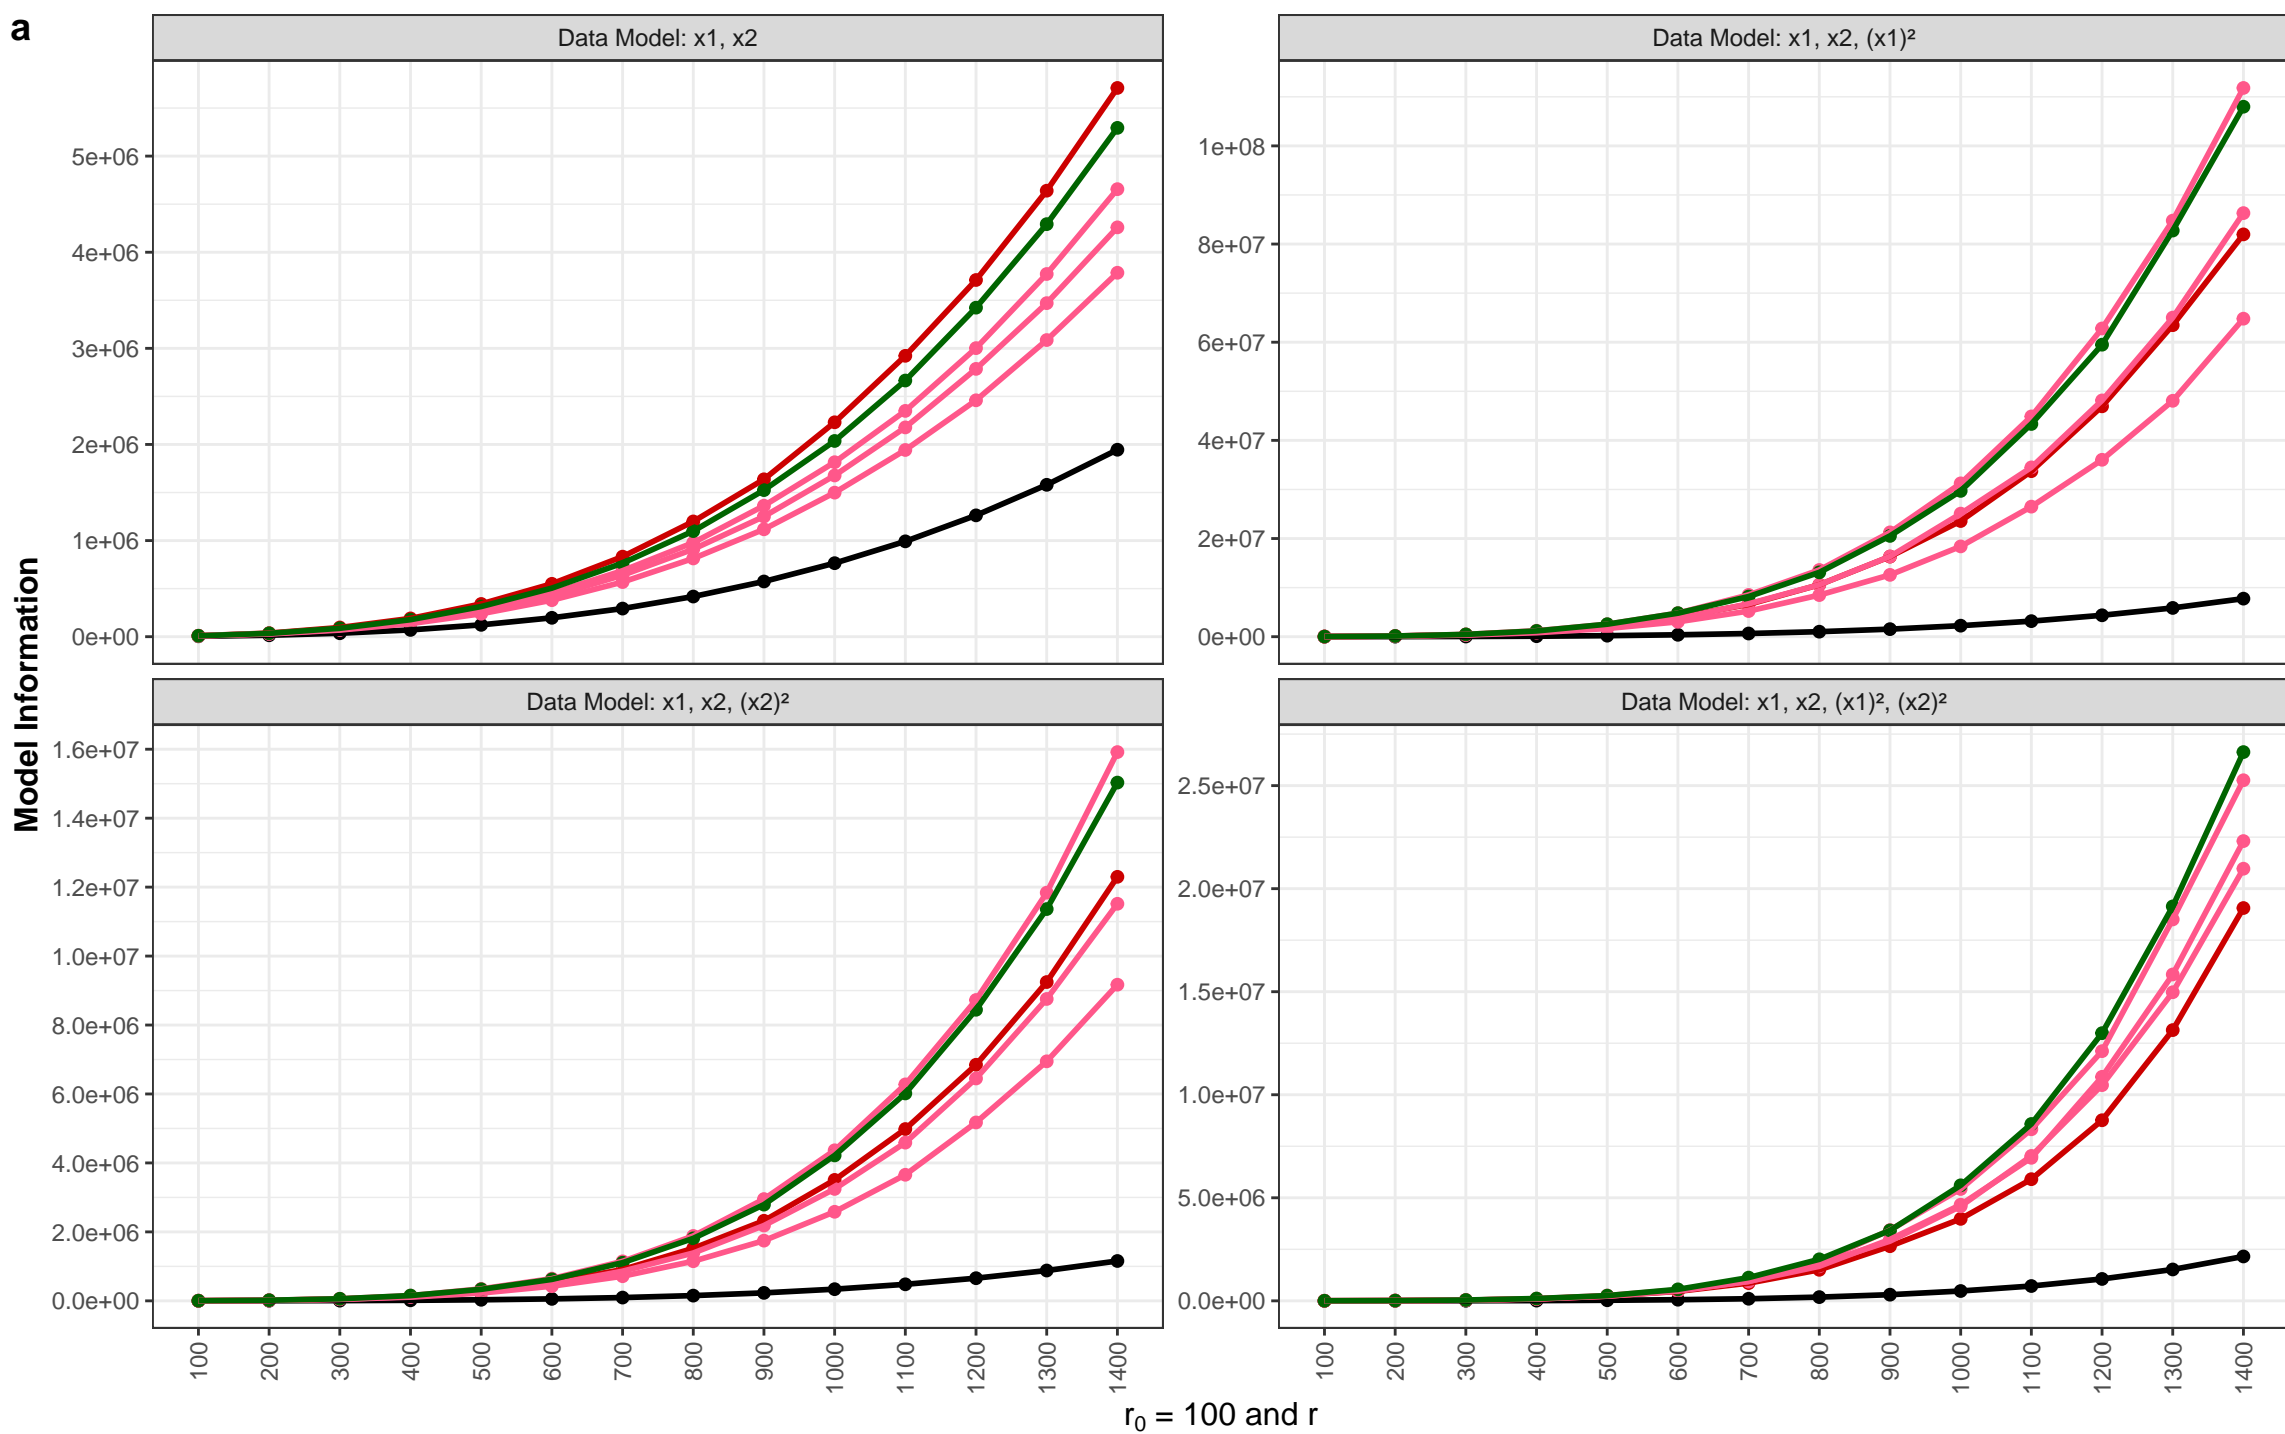 a
Data Model: x1, x2
Data Model: x1, x2, (x1)²
5e+06
4e+06
3e+06
2e+06
1e+06
0e+00
1e+08
8e+07
6e+07
4e+07
2e+07
0e+00
Model Information
Data Model: x1, x2, (x2)²
Data Model: x1, x2, (x1)², (x2)²
1.6e+07
1.4e+07
1.2e+07
1.0e+07
8.0e+06
6.0e+06
4.0e+06
2.0e+06
0.0e+00
2.5e+07
2.0e+07
1.5e+07
1.0e+07
5.0e+06
0.0e+00
100 200 300 400 500 600 700 800 900 1000 1100 1200 1300 1400
100 200 300 400 500 600 700 800 900 1000 1100 1200 1300 1400
r₀ = 100 and r